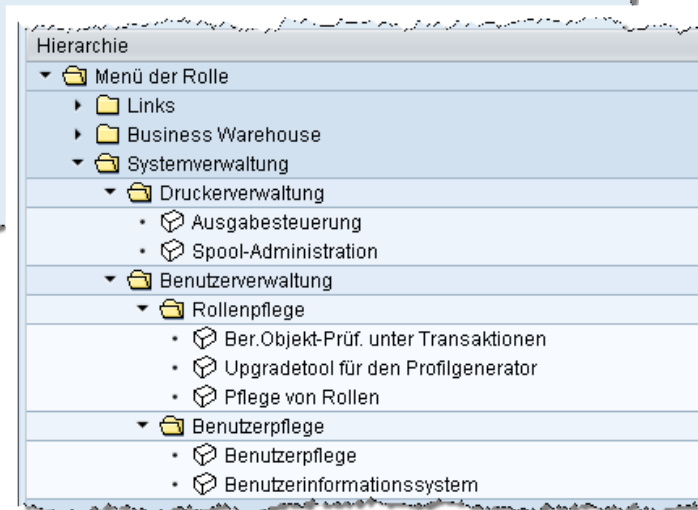 Hierarchie
Menü der Rolle
Links
Business Warehouse
Systemverwaltung
Druckerverwaltung
Ausgabesteuerung
Spool-Administration
Benutzerverwaltung
Rollenpflege
Ber.Objekt-Prüf. unter Transaktionen
Upgradetool für den Profilgenerator
Pflege von Rollen
Benutzerpflege
Benutzerpflege
Benutzerinformationssystem